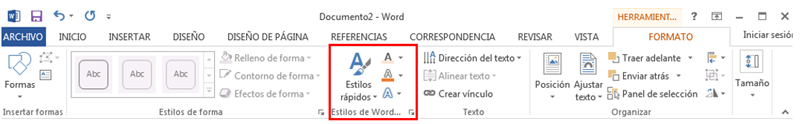 Documento2 - Word
HERRAMIENT...
ARCHIVO INICIO INSERTAR DISEÑO DISEÑO DE PÁGINA REFERENCIAS CORRESPONDENCIA REVISAR VISTA FORMATO Iniciar sesión
Formas
Insertar formas
Abc Abc Abc
Relleno de forma
Contorno de forma
Efectos de forma
Estilos de forma
Estilos
rápidos
Estilos de Word...
Dirección del texto
Alinear texto
Crear vínculo
Texto
Posición
Ajustar
texto
Traer adelante
Enviar atrás
Panel de selección
Organizar
Tamaño